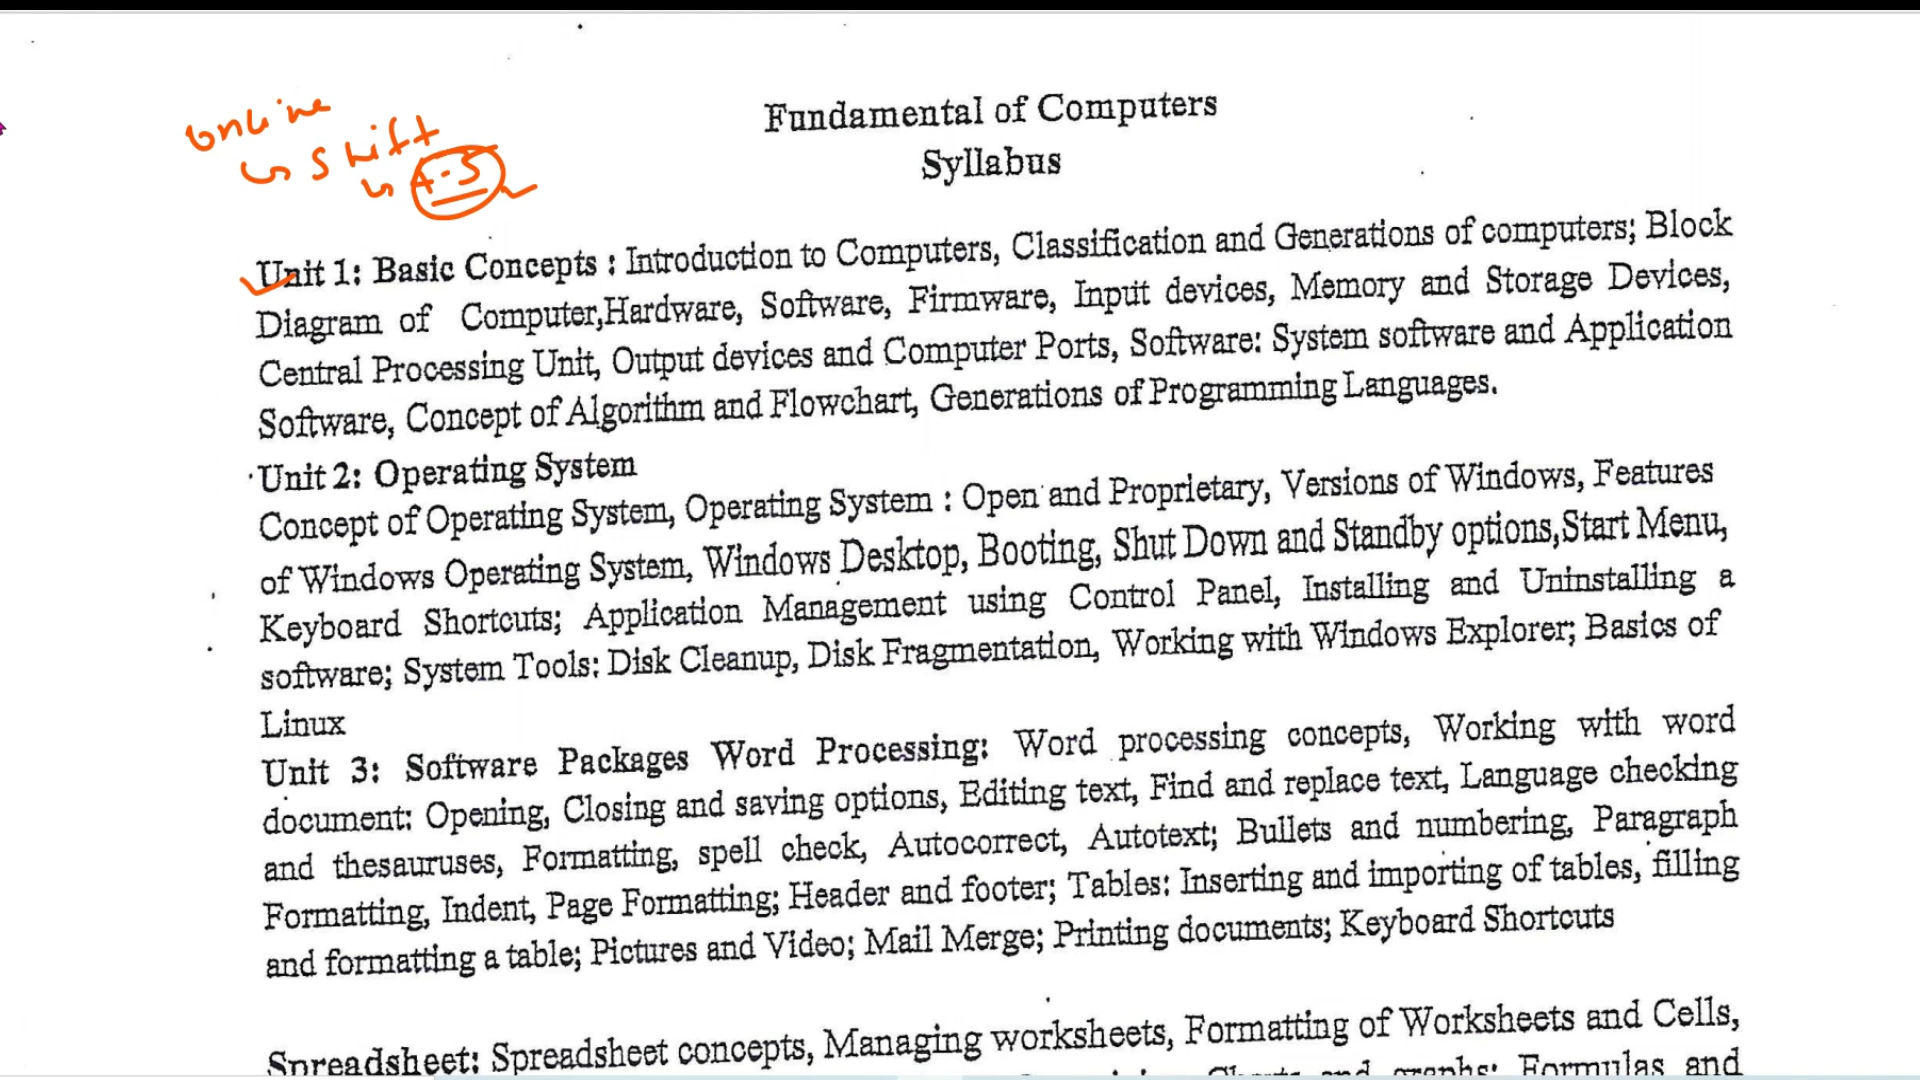 online
Shift
4-5
Fundamental of Computers
Syllabus
Unit 1: Basic Concepts : Introduction to Computers, Classification and Generations of computers; Block
Diagram of Computer,Hardware, Software, Firmware, Input devices, Memory and Storage Devices,
Central Processing Unit, Output devices and Computer Ports, Software: System software and Application
Software, Concept of Algorithm and Flowchart, Generations of Programming Languages.
Unit 2: Operating System
Concept of Operating System, Operating System : Open and Proprietary, Versions of Windows, Features
of Windows Operating System, Windows Desktop, Booting, Shut Down and Standby options,Start Menu,
Keyboard Shortcuts; Application Management using Control Panel, Installing and Uninstalling a
software; System Tools: Disk Cleanup, Disk Fragmentation, Working with Windows Explorer; Basics of
Linux
Unit 3: Software Packages Word Processing: Word processing concepts, Working with word
document: Opening, Closing and saving options, Editing text, Find and replace text, Language checking
and thesauruses, Formatting, spell check, Autocorrect, Autotext; Bullets and numbering, Paragraph
Formatting, Indent, Page Formatting; Header and footer; Tables: Inserting and importing of tables, filling
and formatting a table; Pictures and Video; Mail Merge; Printing documents; Keyboard Shortcuts
Spreadsheet: Spreadsheet concepts, Managing worksheets, Formatting of Worksheets and Cells,
Charts and graphs; Formulas and